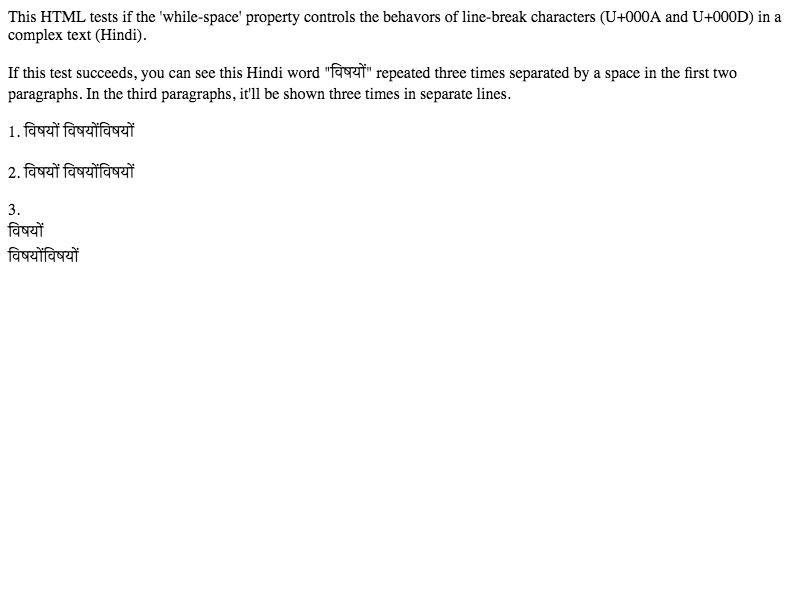 This HTML tests if the 'while-space' property controls the behavors of line-break characters (U+000A and U+000D) in a
complex text (Hindi).
If this test succeeds, you can see this Hindi word "विषयों" repeated three times separated by a space in the first two
paragraphs. In the third paragraphs, it'll be shown three times in separate lines.
1. विषयों विषयोंविषयों
2. विषयों विषयोंविषयों
3.
विषयों
विषयोंविषयों